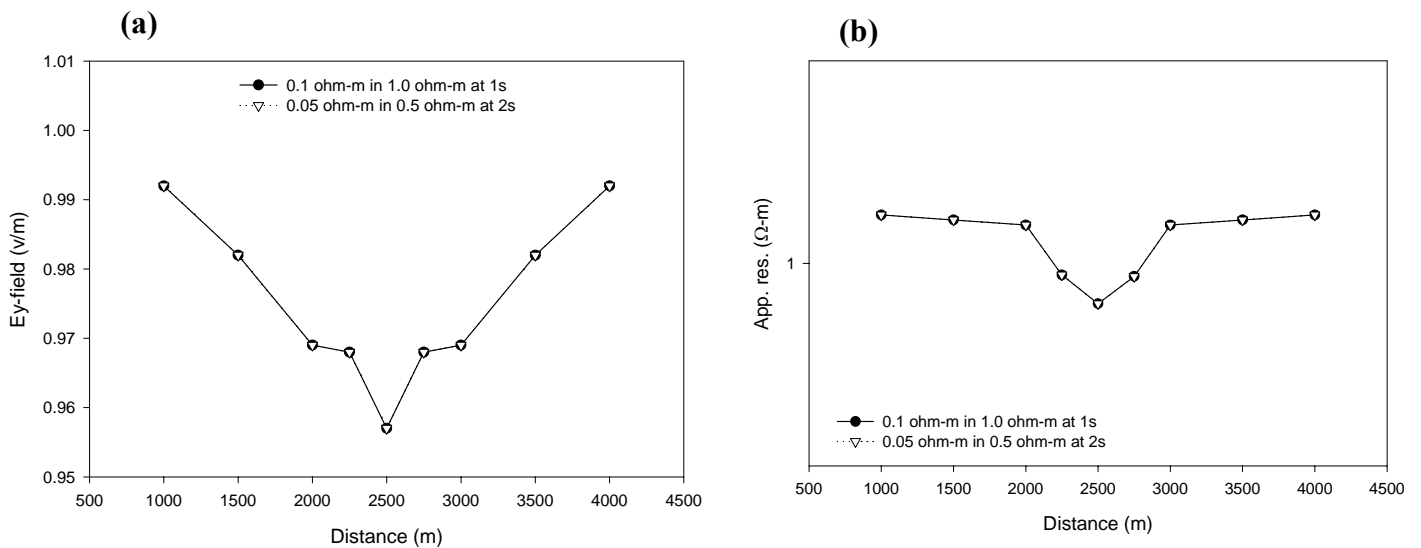 (a)
1.01
1.00
0.99
0.98
0.97
0.96
0.95
Ey-field (v/m)
0.1 ohm-m in 1.0 ohm-m at 1s
0.05 ohm-m in 0.5 ohm-m at 2s
500 1000 1500 2000 2500 3000 3500 4000 4500
Distance (m)
(b)
App. res. (Ω-m)
1
0.1 ohm-m in 1.0 ohm-m at 1s
0.05 ohm-m in 0.5 ohm-m at 2s
500 1000 1500 2000 2500 3000 3500 4000 4500
Distance (m)